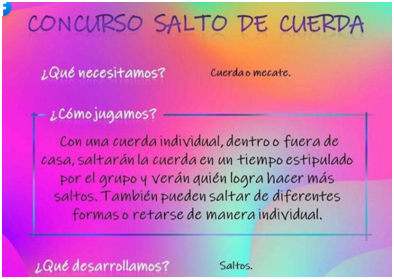 CONCURSO SALTO DE CUERDA
¿Qué necesitamos? Cuerda o mecate.
¿Cómo jugamos?
Con una cuerda individual, dentro o fuera de
casa, saltarán la cuerda en un tiempo estipulado
por el grupo y verán quién logra hacer más
saltos. También pueden saltar de diferentes
formas o retarse de manera individual.
¿Qué desarrollamos? Saltos.